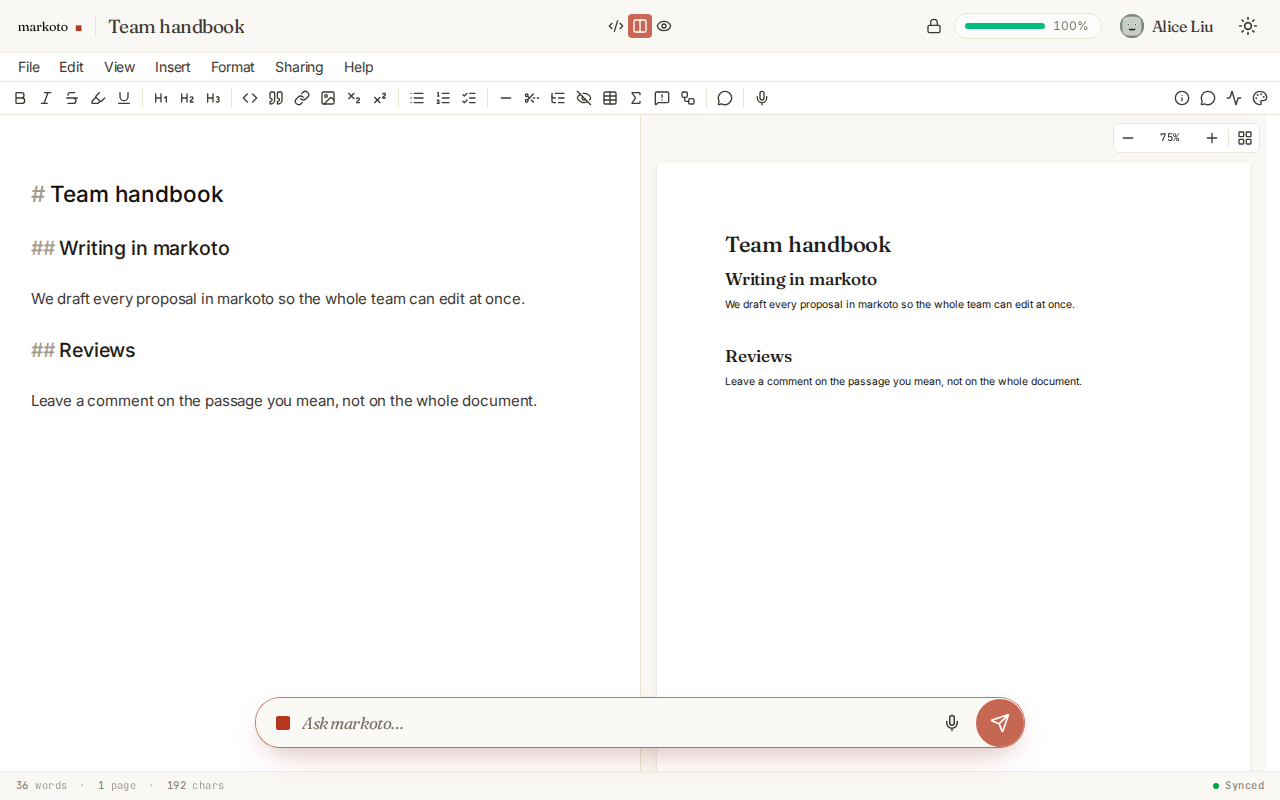 markoto
Team handbook
100%
Alice Liu
File Edit View Insert Format Sharing Help
H1 H2 H3
75%
# Team handbook
## Writing in markoto
We draft every proposal in markoto so the whole team can edit at once.
## Reviews
Leave a comment on the passage you mean, not on the whole document.
Team handbook
Writing in markoto
We draft every proposal in markoto so the whole team can edit at once.
Reviews
Leave a comment on the passage you mean, not on the whole document.
Ask markoto...
36 words · 1 page · 192 chars
Synced